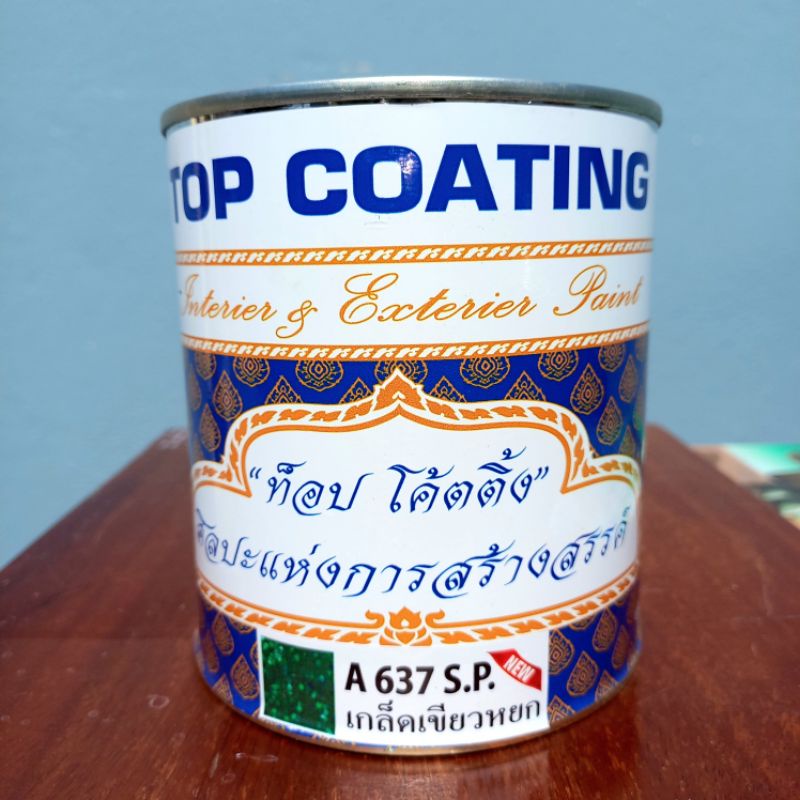 TOP COATING
Interier & Exterier Paint
“ท็อป โค้ตติ้ง”
ศิลปะแห่งการสร้างสรรค์
A 637 S.P.
NEW
เกล็ดเขียวหยก